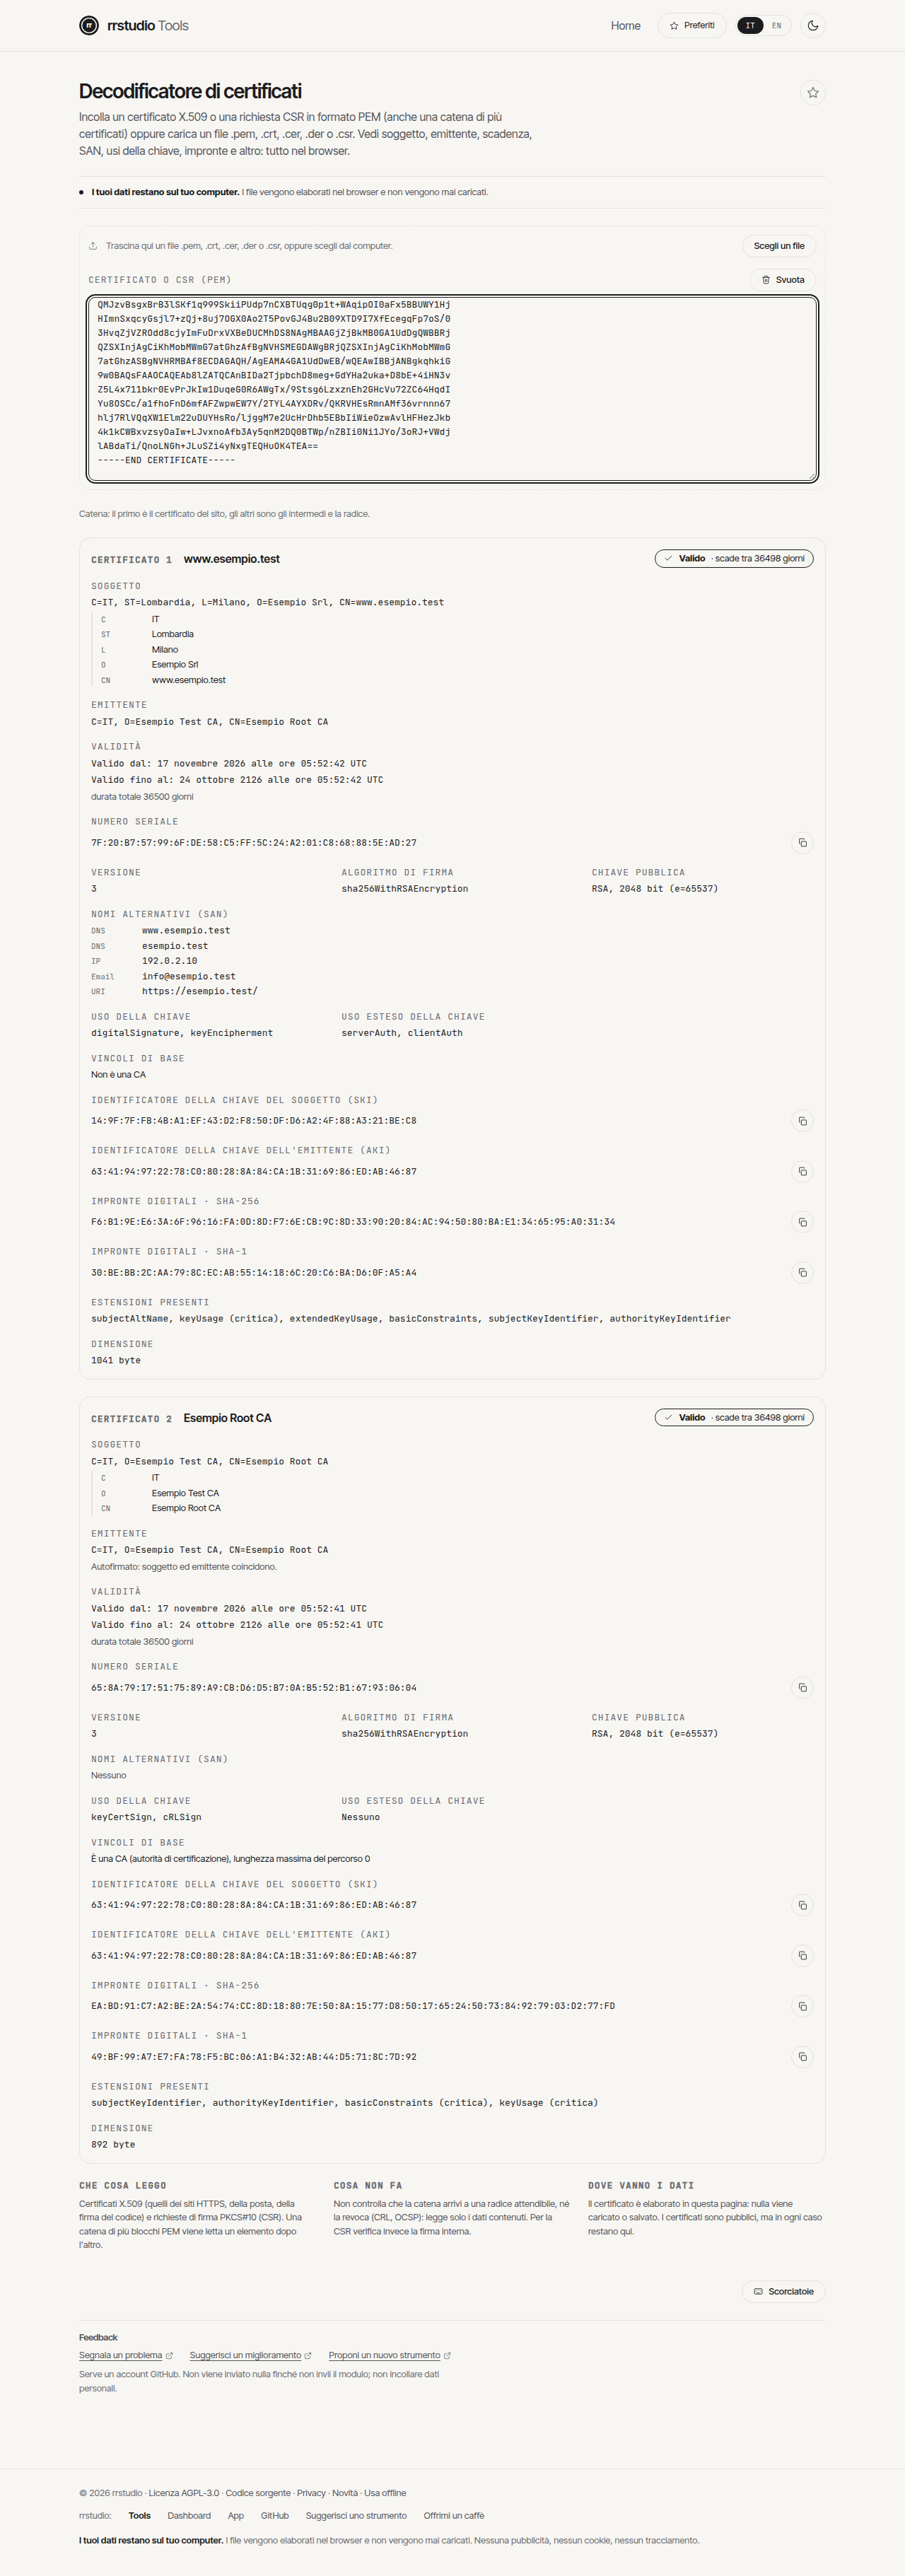 rrstudio Tools
Home
Preferiti
IT
EN
Decodificatore di certificati
Incolla un certificato X.509 o una richiesta CSR in formato PEM (anche una catena di più
certificati) oppure carica un file .pem, .crt, .cer, .der o .csr. Vedi soggetto, emittente, scadenza,
SAN, usi della chiave, impronte e altro: tutto nel browser.
I tuoi dati restano sul tuo computer. I file vengono elaborati nel browser e non vengono mai caricati.
Trascina qui un file .pem, .crt, .cer, .der o .csr, oppure scegli dal computer.
Scegli un file
CERTIFICATO O CSR (PEM)
Svuota
QMJzvBsgxBrB3lSKf1q999SkiiPUdp7nCXBTUqg0p1t+WAqipOI0aFx5BBUWY1Hj
HImnSxqcyGsjl7+zQj+8uj7OGX0Ao2T5PovGJ4Bu2B09XTD9I7XfEcegqFp7oS/0
3HvqZjVZROdd8cjyImFuDrxVXBeDUCMhDS8NAgMBAAGjZjBkMB0GA1UdDgQWBBRj
QZSXInjAgCiKhMobMWmG7atGhzAfBgNVHSMEGDAWgBRjQZSXInjAgCiKhMobMWmG
7atGhzASBgNVHRMBAf8ECDAGAQH/AgEAMA4GA1UdDwEB/wQEAwIBBjANBgkqhkiG
9w0BAQsFAAOCAQEAb8lZATQCAnBIDa2TjpbchD8meg+GdYHa2uka+D8bE+4iHN3v
Z5L4x711bkr0EvPrJkIw1DuqeG0R6AWgTx/9Stsg6LzxznEh2GHcVu72ZC64HqdI
Yu8OSCc/a1fhoFnD6mfAFZwpwEW7Y/2TYL4AYXDRv/QKRVHEsRmnAMf36vrnnn67
hlj7RlVQqXW1Elm22uDUYHsRo/ljggM7e2UcHrDhb5EBbIiWieOzwAvlHFHezJkb
4k1kCWBxvzsyOaIw+LJvxnoAfb3Ay5qnM2DQ0BTWp/nZBIi0Ni1JYo/3oRJ+VWdj
lABdaTi/QnoLNGh+JLuSZi4yNxgTEQHuOK4TEA==
-----END CERTIFICATE-----
Catena: il primo è il certificato del sito, gli altri sono gli intermedi e la radice.
CERTIFICATO 1 www.esempio.test
Valido · scade tra 36498 giorni
SOGGETTO
C=IT, ST=Lombardia, L=Milano, O=Esempio Srl, CN=www.esempio.test
C IT
ST Lombardia
L Milano
O Esempio Srl
CN www.esempio.test
EMITTENTE
C=IT, O=Esempio Test CA, CN=Esempio Root CA
VALIDITÀ
Valido dal: 17 novembre 2026 alle ore 05:52:42 UTC
Valido fino al: 24 ottobre 2126 alle ore 05:52:42 UTC
durata totale 36500 giorni
NUMERO SERIALE
7F:20:B7:57:99:6F:DE:58:C5:FF:5C:24:A2:01:C8:68:88:5E:AD:27
VERSIONE ALGORITMO DI FIRMA CHIAVE PUBBLICA
3 sha256WithRSAEncryption RSA, 2048 bit (e=65537)
NOMI ALTERNATIVI (SAN)
DNS www.esempio.test
DNS esempio.test
IP 192.0.2.10
Email info@esempio.test
URI https://esempio.test/
USO DELLA CHIAVE USO ESTESO DELLA CHIAVE
digitalSignature, keyEncipherment serverAuth, clientAuth
VINCOLI DI BASE
Non è una CA
IDENTIFICATORE DELLA CHIAVE DEL SOGGETTO (SKI)
14:9F:7F:FB:4B:A1:EF:43:D2:F8:50:DF:D6:A2:4F:88:A3:21:BE:C8
IDENTIFICATORE DELLA CHIAVE DELL'EMITTENTE (AKI)
63:41:94:97:22:78:C0:80:28:8A:84:CA:1B:31:69:86:ED:AB:46:87
IMPRONTE DIGITALI · SHA-256
F6:B1:9E:E6:3A:6F:96:16:FA:0D:8D:F7:6E:CB:9C:8D:33:90:20:84:AC:94:50:80:BA:E1:34:65:95:A0:31:34
IMPRONTE DIGITALI · SHA-1
30:BE:BB:2C:AA:79:8C:EC:AB:55:14:18:6C:20:C6:BA:D6:0F:A5:A4
ESTENSIONI PRESENTI
subjectAltName, keyUsage (critica), extendedKeyUsage, basicConstraints, subjectKeyIdentifier, authorityKeyIdentifier
DIMENSIONE
1041 byte
CERTIFICATO 2 Esempio Root CA
Valido · scade tra 36498 giorni
SOGGETTO
C=IT, O=Esempio Test CA, CN=Esempio Root CA
C IT
O Esempio Test CA
CN Esempio Root CA
EMITTENTE
C=IT, O=Esempio Test CA, CN=Esempio Root CA
Autofirmato: soggetto ed emittente coincidono.
VALIDITÀ
Valido dal: 17 novembre 2026 alle ore 05:52:41 UTC
Valido fino al: 24 ottobre 2126 alle ore 05:52:41 UTC
durata totale 36500 giorni
NUMERO SERIALE
65:8A:79:17:51:75:89:A9:CB:D6:D5:B7:0A:B5:52:B1:67:93:06:04
VERSIONE ALGORITMO DI FIRMA CHIAVE PUBBLICA
3 sha256WithRSAEncryption RSA, 2048 bit (e=65537)
NOMI ALTERNATIVI (SAN)
Nessuno
USO DELLA CHIAVE USO ESTESO DELLA CHIAVE
keyCertSign, cRLSign Nessuno
VINCOLI DI BASE
È una CA (autorità di certificazione), lunghezza massima del percorso 0
IDENTIFICATORE DELLA CHIAVE DEL SOGGETTO (SKI)
63:41:94:97:22:78:C0:80:28:8A:84:CA:1B:31:69:86:ED:AB:46:87
IDENTIFICATORE DELLA CHIAVE DELL'EMITTENTE (AKI)
63:41:94:97:22:78:C0:80:28:8A:84:CA:1B:31:69:86:ED:AB:46:87
IMPRONTE DIGITALI · SHA-256
EA:BD:91:C7:A2:BE:2A:54:74:CC:8D:18:80:7E:50:8A:15:77:D8:50:17:65:24:50:73:84:92:79:03:D2:77:FD
IMPRONTE DIGITALI · SHA-1
49:BF:99:A7:E7:FA:78:F5:BC:06:A1:B4:32:AB:44:D5:71:8C:7D:92
ESTENSIONI PRESENTI
subjectKeyIdentifier, authorityKeyIdentifier, basicConstraints (critica), keyUsage (critica)
DIMENSIONE
892 byte
CHE COSA LEGGO
Certificati X.509 (quelli dei siti HTTPS, della posta, della
firma del codice) e richieste di firma PKCS#10 (CSR). Una
catena di più blocchi PEM viene letta un elemento dopo
l'altro.
COSA NON FA
Non controlla che la catena arrivi a una radice attendibile, né
la revoca (CRL, OCSP): legge solo i dati contenuti. Per la
CSR verifica invece la firma interna.
DOVE VANNO I DATI
Il certificato è elaborato in questa pagina: nulla viene
caricato o salvato. I certificati sono pubblici, ma in ogni caso
restano qui.
Scorciatoie
Feedback
Segnala un problema Suggerisci un miglioramento Proponi un nuovo strumento
Serve un account GitHub. Non viene inviato nulla finché non invii il modulo; non incollare dati
personali.
© 2026 rrstudio · Licenza AGPL-3.0 · Codice sorgente · Privacy · Novità · Usa offline
rrstudio: Tools Dashboard App GitHub Suggerisci uno strumento Offrimi un caffè
I tuoi dati restano sul tuo computer. I file vengono elaborati nel browser e non vengono mai caricati. Nessuna pubblicità, nessun cookie, nessun tracciamento.